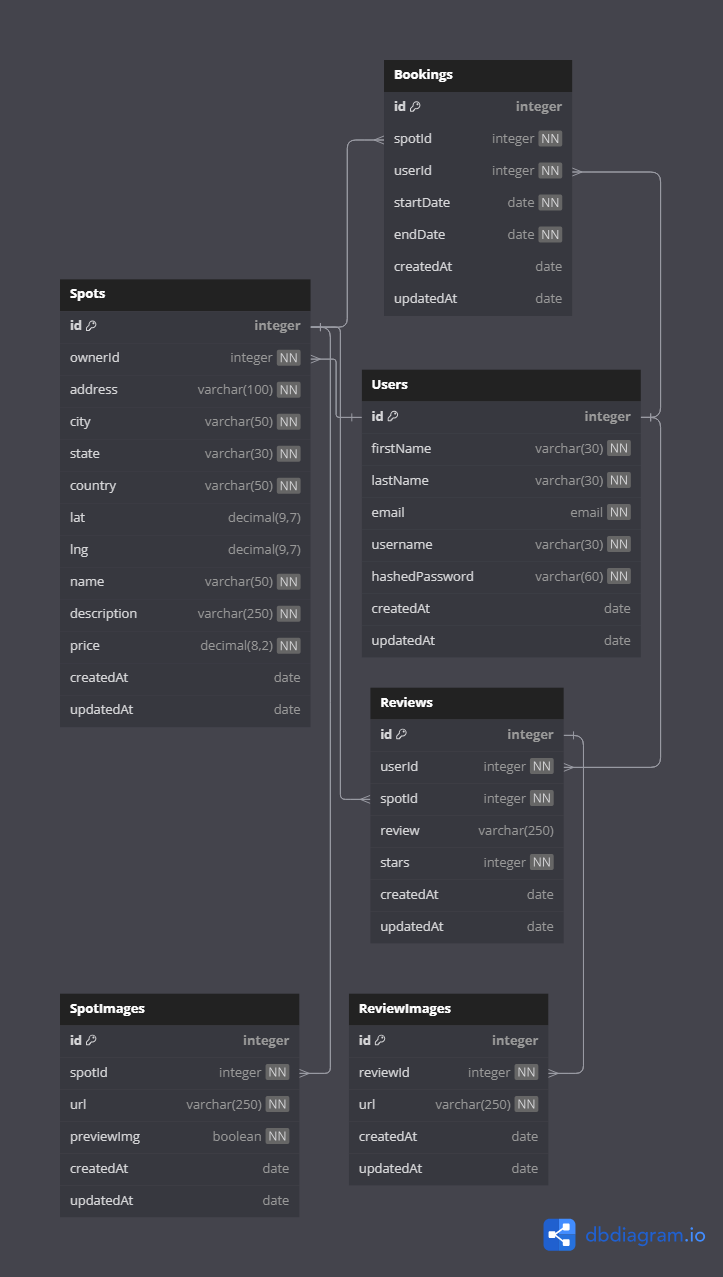 Bookings
id integer
spotId integer NN
userId integer NN
startDate date NN
endDate date NN
createdAt date
updatedAt date
Spots
id integer
ownerId integer NN
address varchar(100) NN
city varchar(50) NN
state varchar(30) NN
country varchar(50) NN
lat decimal(9,7)
lng decimal(9,7)
name varchar(50) NN
description varchar(250) NN
price decimal(8,2) NN
createdAt date
updatedAt date
Users
id integer
firstName varchar(30) NN
lastName varchar(30) NN
email email NN
username varchar(30) NN
hashedPassword varchar(60) NN
createdAt date
updatedAt date
Reviews
id integer
userId integer NN
spotId integer NN
review varchar(250)
stars integer NN
createdAt date
updatedAt date
SpotImages
id integer
spotId integer NN
url varchar(250) NN
previewImg boolean NN
createdAt date
updatedAt date
ReviewImages
id integer
reviewId integer NN
url varchar(250) NN
createdAt date
updatedAt date
dbdiagram.io